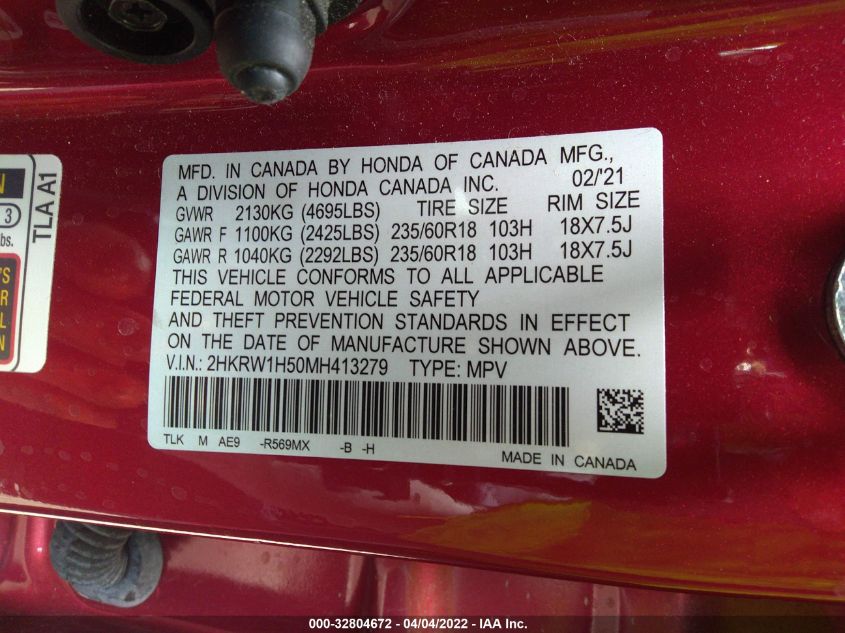 MFD. IN CANADA BY HONDA OF CANADA MFG.,
A DIVISION OF HONDA CANADA INC. 02/'21
GVWR 2130KG (4695LBS) TIRE SIZE RIM SIZE
GAWR F 1100KG (2425LBS) 235/60R18 103H 18X7.5J
GAWR R 1040KG (2292LBS) 235/60R18 103H 18X7.5J
THIS VEHICLE CONFORMS TO ALL APPLICABLE
FEDERAL MOTOR VEHICLE SAFETY
AND THEFT PREVENTION STANDARDS IN EFFECT
ON THE DATE OF MANUFACTURE SHOWN ABOVE.
V.I.N.: 2HKRW1H50MH413279 TYPE: MPV
TLK M AE9 -R569MX -B -H
MADE IN CANADA
TLA A1
N
3
bs.
'S
R
L
N
000-32804672 - 04/04/2022 - IAA Inc.